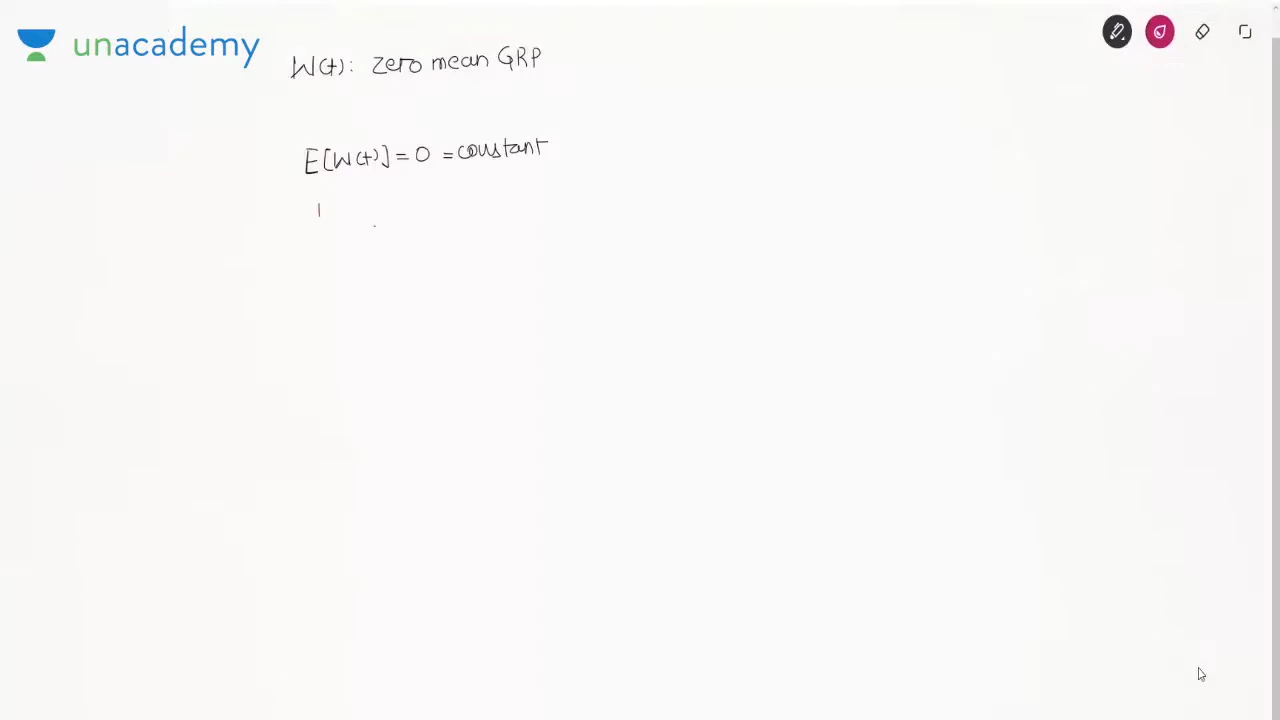 unacademy
W(t): zero mean GRP
E[W(t)] = 0 = constant